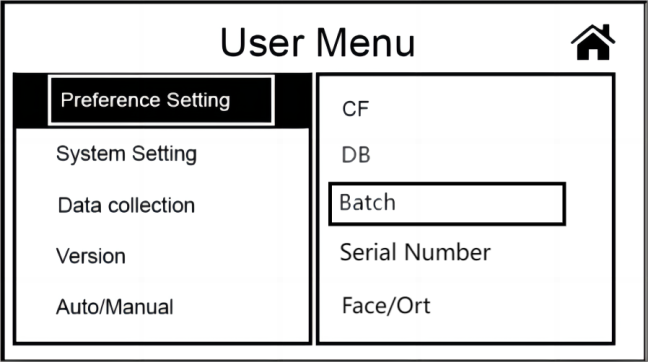 User Menu
Preference Setting
System Setting
Data collection
Version
Auto/Manual
CF
DB
Batch
Serial Number
Face/Ort